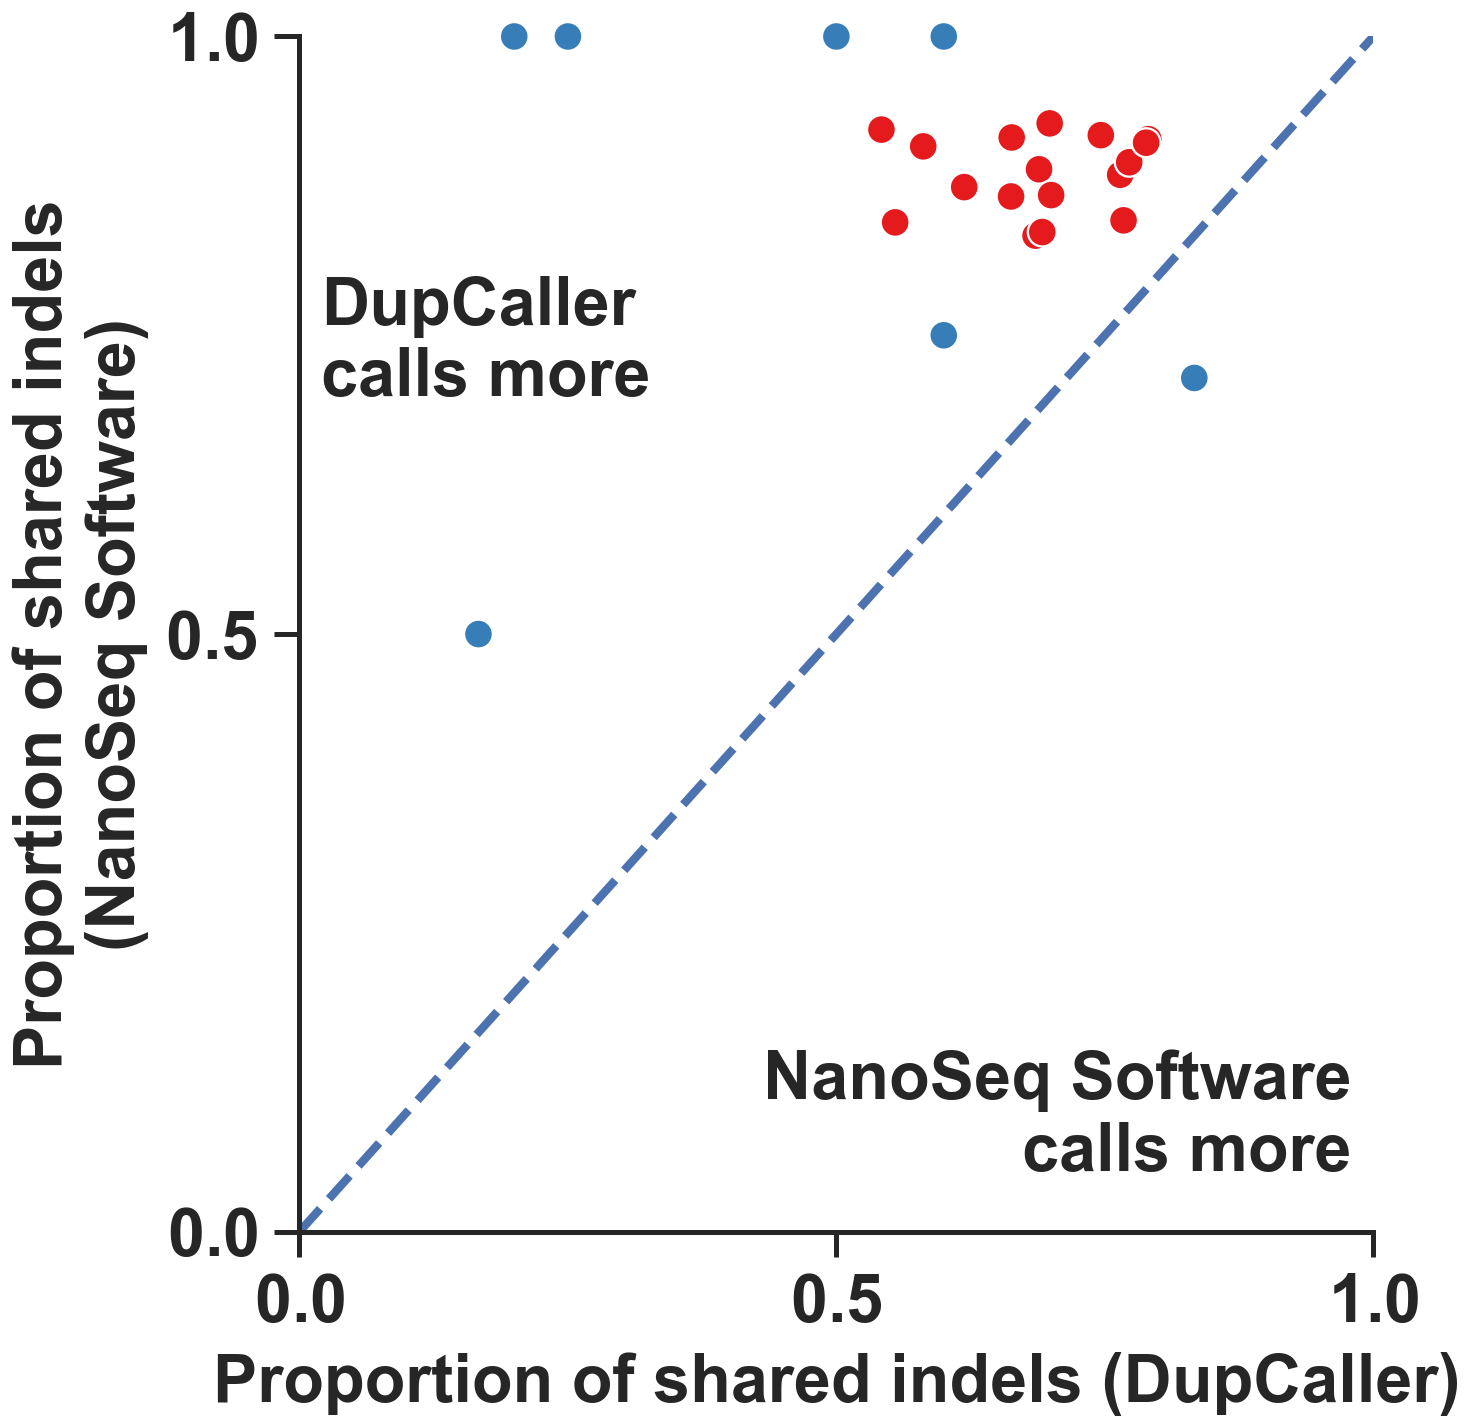 Proportion of shared indels
(NanoSeq Software)
1.0
0.5
0.0
DupCaller
calls more
NanoSeq Software
calls more
0.0
0.5
1.0
Proportion of shared indels (DupCaller)